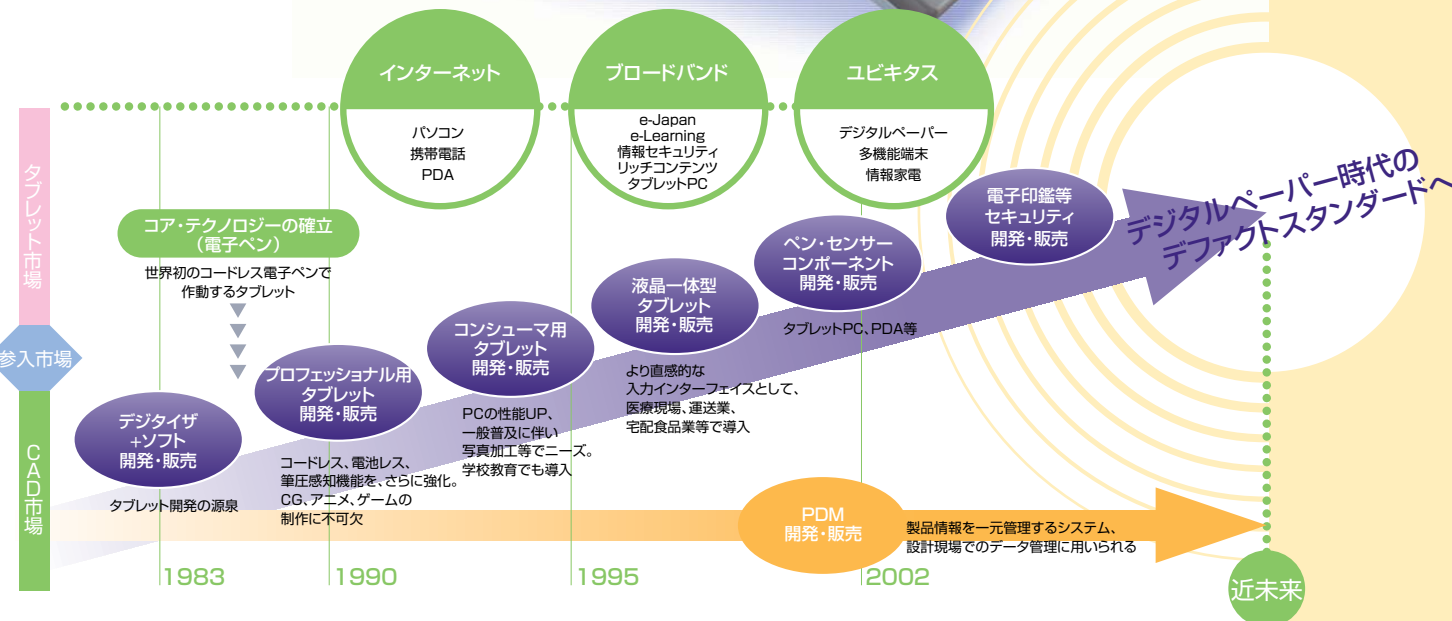 インターネット
パソコン
携帯電話
PDA
ブロードバンド
e-Japan
e-Learning
情報セキュリティ
リッチコンテンツ
タブレットPC
ユビキタス
デジタルペーパー
多機能端末
情報家電
タブレット市場
参入市場
CAD市場
コア・テクノロジーの確立
（電子ペン）
世界初のコードレス電子ペンで
作動するタブレット
デジタイザ
+ソフト
開発・販売
タブレット開発の源泉
プロフェッショナル用
タブレット
開発・販売
コードレス、電池レス、
筆圧感知機能を、さらに強化。
CG、アニメ、ゲームの
制作に不可欠
コンシューマ用
タブレット
開発・販売
PCの性能UP、
一般普及に伴い
写真加工等でニーズ。
学校教育でも導入
液晶一体型
タブレット
開発・販売
より直感的な
入力インターフェイスとして、
医療現場、運送業、
宅配食品業等で導入
ペン・センサー
コンポーネント
開発・販売
タブレットPC、PDA等
電子印鑑等
セキュリティ
開発・販売
デジタルペーパー時代の
デファクトスタンダードへ
PDM
開発・販売
製品情報を一元管理するシステム、
設計現場でのデータ管理に用いられる
1983
1990
1995
2002
近未来